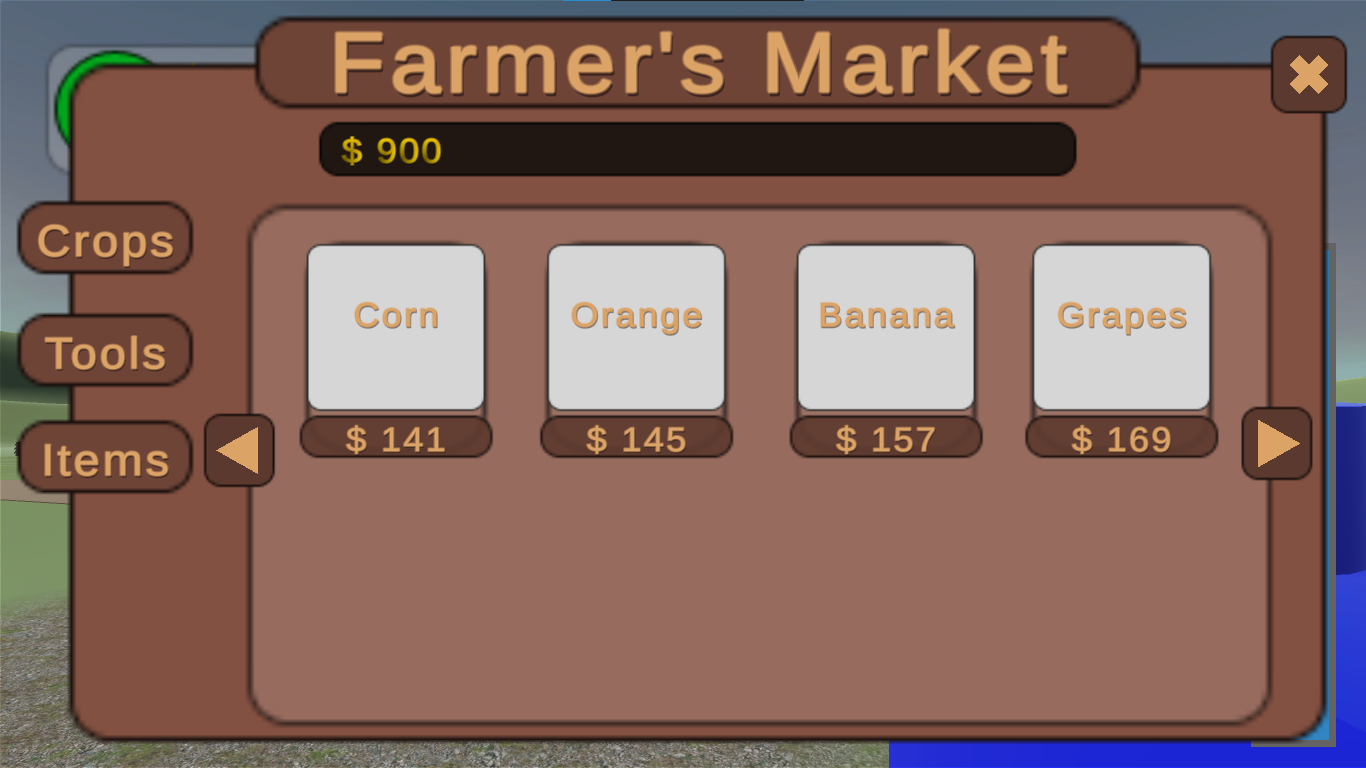 Farmer's Market
$ 900
Crops
Tools
Items
Corn
Orange
Banana
Grapes
$ 141
$ 145
$ 157
$ 169